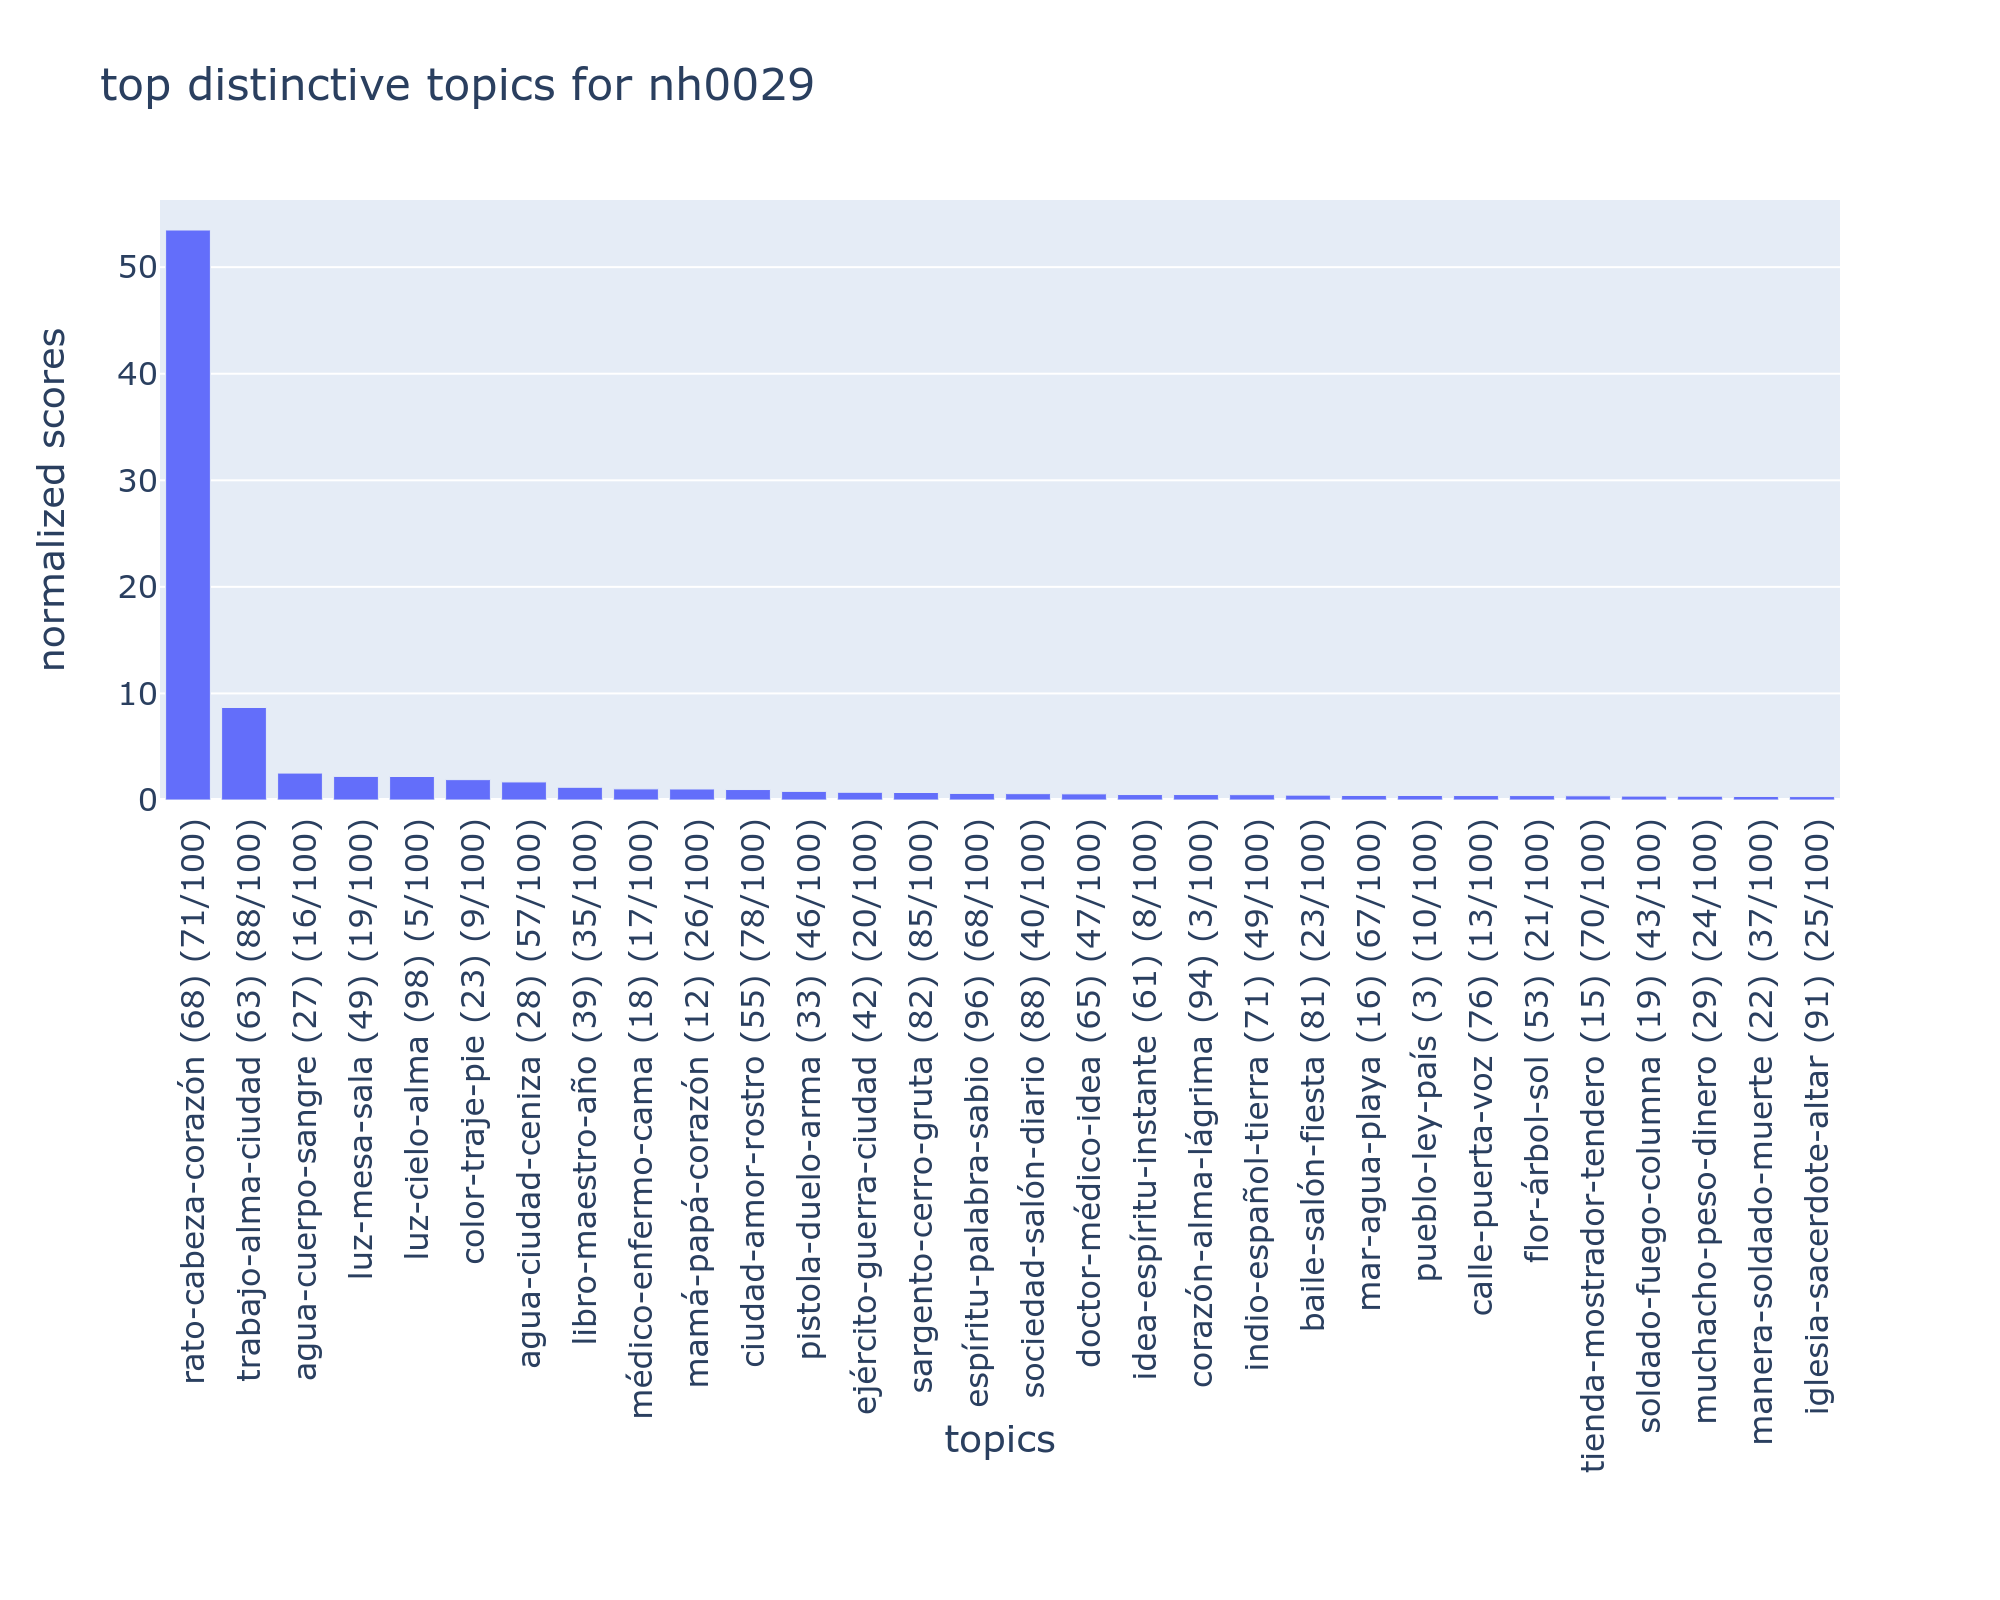 top distinctive topics for nh0029
normalized scores
50
40
30
20
10
0
rato-cabeza-corazón (68) (71/100)
trabajo-alma-ciudad (63) (88/100)
agua-cuerpo-sangre (27) (16/100)
luz-mesa-sala (49) (19/100)
luz-cielo-alma (98) (5/100)
color-traje-pie (23) (9/100)
agua-ciudad-ceniza (28) (57/100)
libro-maestro-año (39) (35/100)
médico-enfermo-cama (18) (17/100)
mamá-papá-corazón (12) (26/100)
ciudad-amor-rostro (55) (78/100)
pistola-duelo-arma (33) (46/100)
ejército-guerra-ciudad (42) (20/100)
sargento-cerro-gruta (82) (85/100)
espíritu-palabra-sabio (96) (68/100)
sociedad-salón-diario (88) (40/100)
doctor-médico-idea (65) (47/100)
idea-espíritu-instante (61) (8/100)
corazón-alma-lágrima (94) (3/100)
indio-español-tierra (71) (49/100)
baile-salón-fiesta (81) (23/100)
mar-agua-playa (16) (67/100)
pueblo-ley-país (3) (10/100)
calle-puerta-voz (76) (13/100)
flor-árbol-sol (53) (21/100)
tienda-mostrador-tendero (15) (70/100)
soldado-fuego-columna (19) (43/100)
muchacho-peso-dinero (29) (24/100)
manera-soldado-muerte (22) (37/100)
iglesia-sacerdote-altar (91) (25/100)
topics